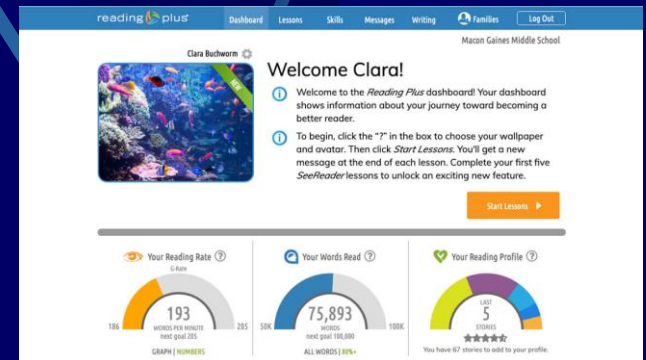 reading plus Dashboard Lessons Skills Messages Writing Families Log Out
Macon Gaines Middle School
Clara Buchworm
NEW
Welcome Clara!
Welcome to the Reading Plus dashboard! Your dashboard
shows information about your journey toward becoming a
better reader.
To begin, click the “?” in the box to choose your wallpaper
and avatar. Then click Start Lessons. You'll get a new
message at the end of each lesson. Complete your first five
SeeReader lessons to unlock an exciting new feature.
Start Lessons
Your Reading Rate ?
G-Rate
193
WORDS PER MINUTE
next goal 205
186
205
GRAPH | NUMBERS
Your Words Read ?
75,893
WORDS
next goal 100,000
50K
100K
ALL WORDS | 80%+
Your Reading Profile ?
LAST
5
STORIES
You have 67 stories to add to your profile.